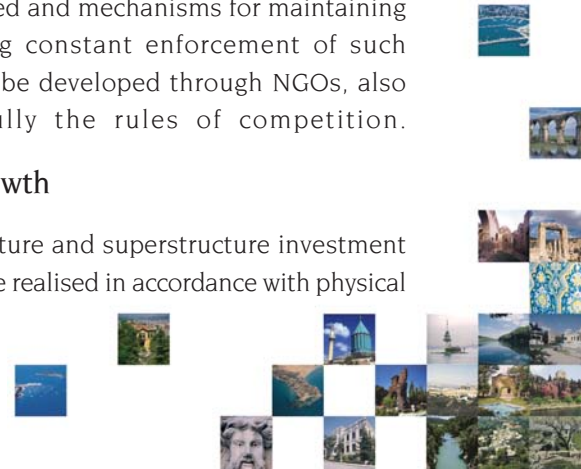 ed and mechanisms for maintaining
g constant enforcement of such
be developed through NGOs, also
ully the rules of competition.
wth
ture and superstructure investment
e realised in accordance with physical